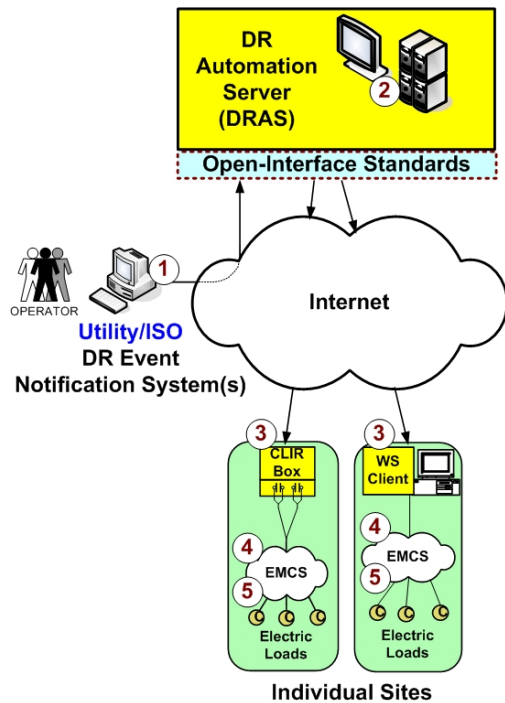 DR
Automation
Server
(DRAS)
2
Open-Interface Standards
1
OPERATOR
Utility/ISO
DR Event
Notification System(s)
Internet
3
CLIR
Box
4
EMCS
5
Electric
Loads
3
WS
Client
4
EMCS
5
Electric
Loads
Individual Sites